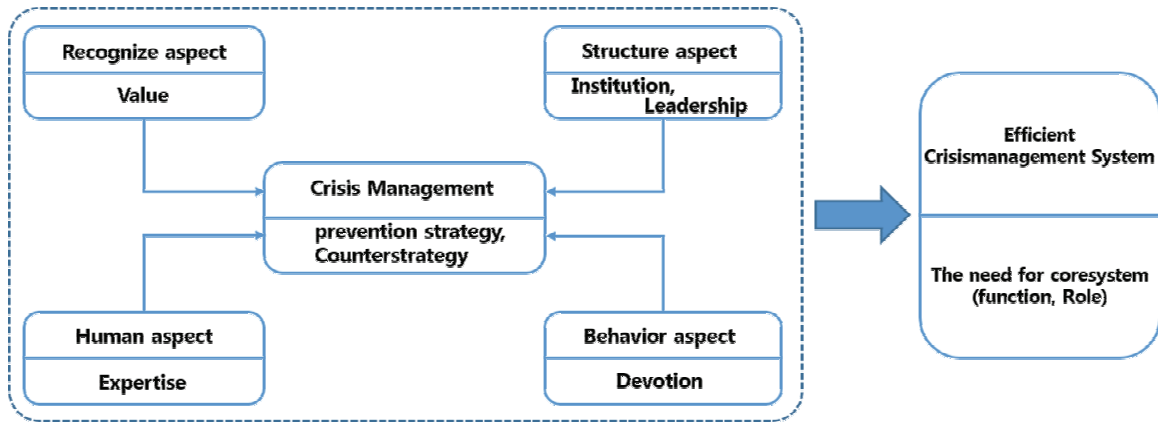 Recognize aspect
Value
Structure aspect
Institution,
Leadership
Crisis Management
prevention strategy,
Counterstrategy
Human aspect
Expertise
Behavior aspect
Devotion
Efficient
Crisismanagement System
The need for coresystem
(function, Role)